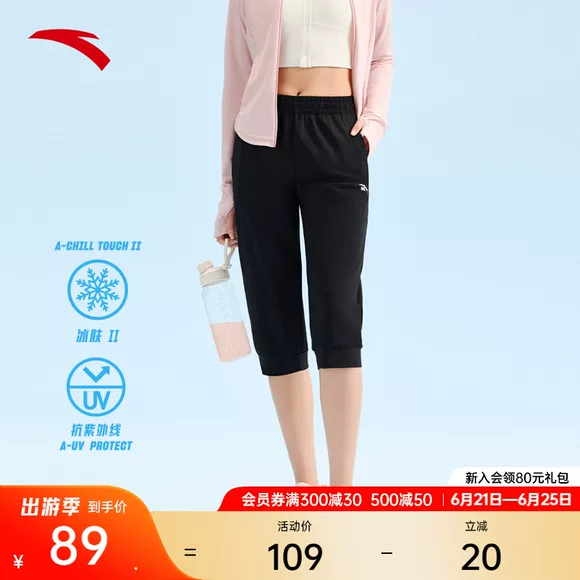 A-CHILL TOUCH II
冰肤 II
UV
抗紫外线
A-UV PROTECT
新入会领80元礼包
会员券满300减30 500减50 6月21日—6月25日
出游季 到手价
活动价
立减
¥ 89 = 109 - 20